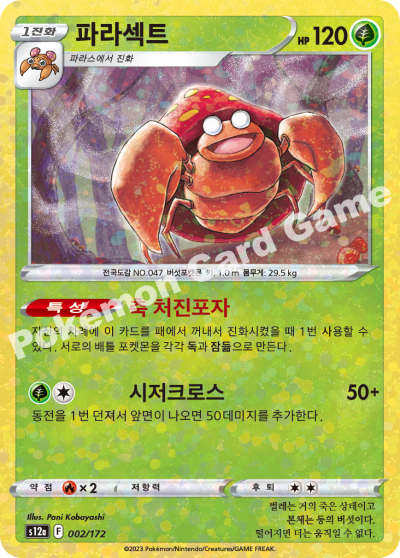 1진화
파라섹트
HP 120
파라스에서 진화
Pokémon Card Game
전국도감 NO.047 버섯포켓몬 키: 1.0 m 몸무게: 29.5 kg
특성 축 처진포자
자신의 차례에 이 카드를 패에서 꺼내서 진화시켰을 때 1번 사용할 수
있다. 서로의 배틀 포켓몬을 각각 독과 잠듦으로 만든다.
시저크로스 50+
동전을 1번 던져서 앞면이 나오면 50데미지를 추가한다.
약점 ×2 저항력 후퇴
Illus. Pani Kobayashi
s12a F 002/172
벌레는 거의 죽은 상태이고
본체는 등의 버섯이다.
떨어지면 더는 움직일 수 없다.
©2023 Pokémon/Nintendo/Creatures/GAME FREAK.